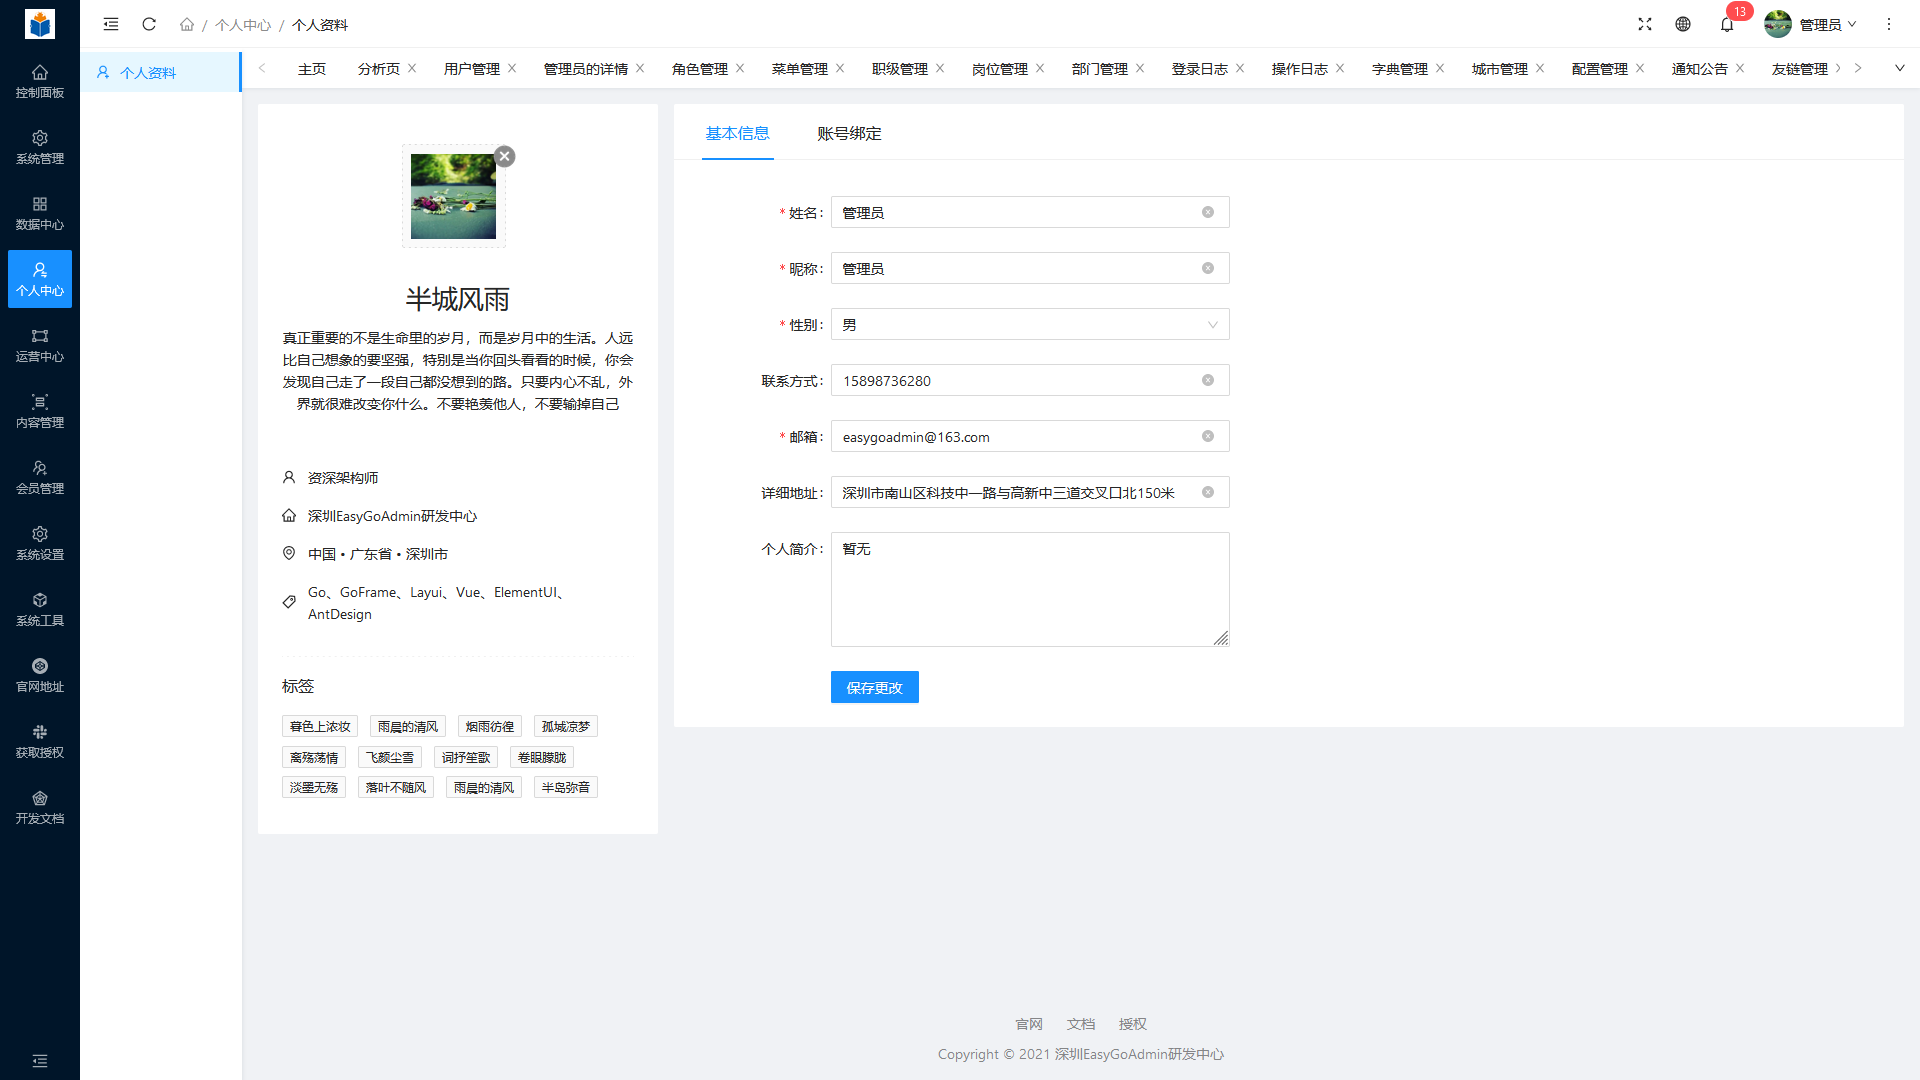 个人中心 / 个人资料
13
管理员
控制面板
系统管理
数据中心
个人中心
运营中心
内容管理
会员管理
系统设置
系统工具
官网地址
获取授权
开发文档
个人资料
主页 分析页 用户管理 管理员的详情 角色管理 菜单管理 职级管理 岗位管理 部门管理 登录日志 操作日志 字典管理 城市管理 配置管理 通知公告 友链管理
半城风雨
真正重要的不是生命里的岁月，而是岁月中的生活。人远
比自己想象的要坚强，特别是当你回头看看的时候，你会
发现自己走了一段自己都没想到的路。只要内心不乱，外
界就很难改变你什么。不要艳羡他人，不要输掉自己
资深架构师
深圳EasyGoAdmin研发中心
中国 • 广东省 • 深圳市
Go、GoFrame、Layui、Vue、ElementUI、
AntDesign
标签
暮色上浓妆 雨晨的清风 烟雨彷徨 孤城凉梦
离殇荡情 飞颜尘雪 词抒笙歌 卷眼朦胧
淡墨无殇 落叶不随风 雨晨的清风 半岛弥音
基本信息 账号绑定
* 姓名: 管理员
* 昵称: 管理员
* 性别: 男
联系方式: 15898736280
* 邮箱: easygoadmin@163.com
详细地址: 深圳市南山区科技中一路与高新中三道交叉口北150米
个人简介: 暂无
保存更改
官网 文档 授权
Copyright © 2021 深圳EasyGoAdmin研发中心